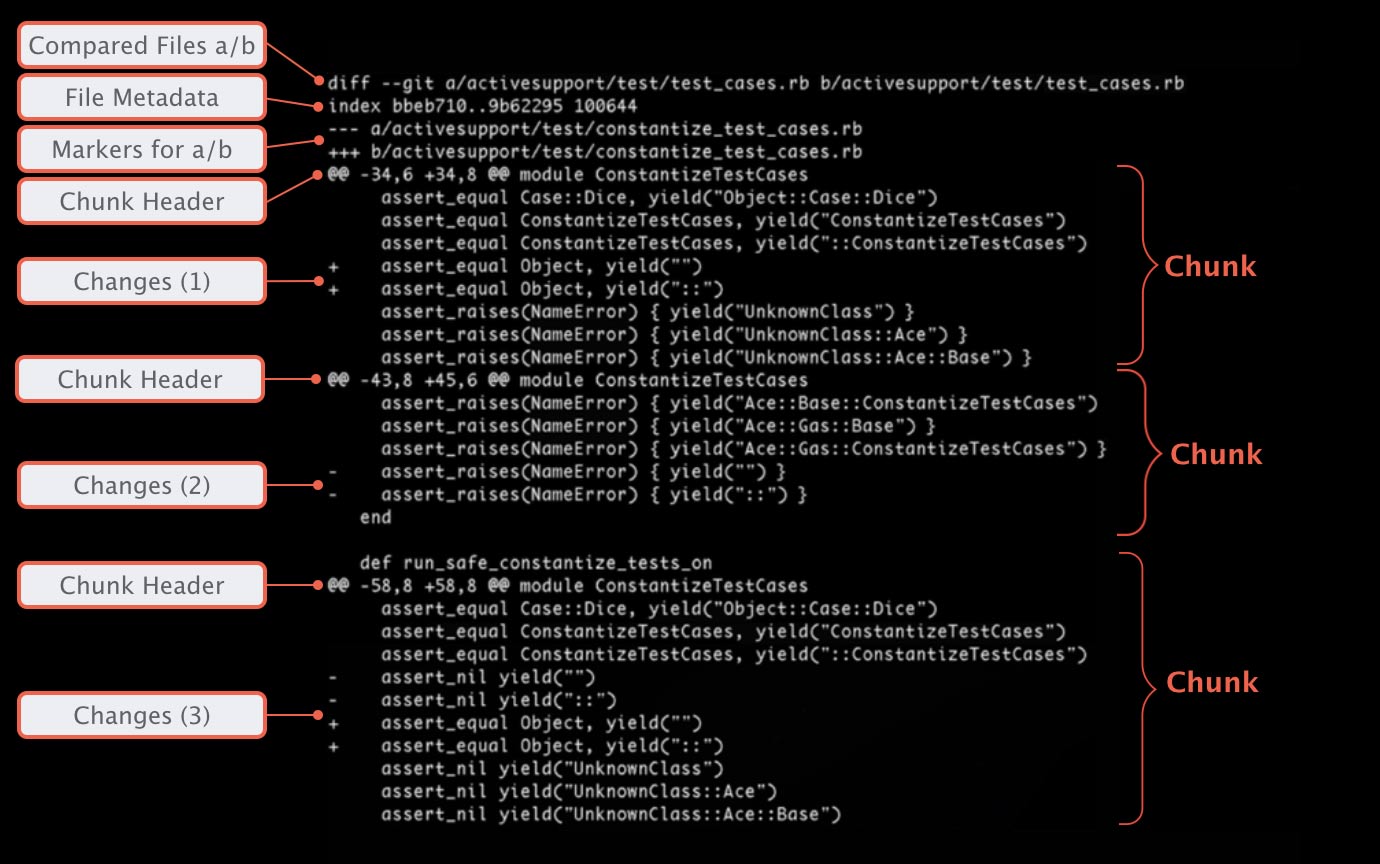 Compared Files a/b
diff --git a/activesupport/test/test_cases.rb b/activesupport/test/test_cases.rb
File Metadata
index bbeb710..9b62295 100644
Markers for a/b
--- a/activesupport/test/constantize_test_cases.rb
+++ b/activesupport/test/constantize_test_cases.rb
Chunk Header
@@ -34,6 +34,8 @@ module ConstantizeTestCases
assert_equal Case::Dice, yield("Object::Case::Dice")
assert_equal ConstantizeTestCases, yield("ConstantizeTestCases")
assert_equal ConstantizeTestCases, yield("::ConstantizeTestCases")
Chunk
Changes (1)
+    assert_equal Object, yield("")
+    assert_equal Object, yield("::")
assert_raises(NameError) { yield("UnknownClass") }
assert_raises(NameError) { yield("UnknownClass::Ace") }
assert_raises(NameError) { yield("UnknownClass::Ace::Base") }
Chunk Header
@@ -43,8 +45,6 @@ module ConstantizeTestCases
assert_raises(NameError) { yield("Ace::Base::ConstantizeTestCases")
assert_raises(NameError) { yield("Ace::Gas::Base") }
assert_raises(NameError) { yield("Ace::Gas::ConstantizeTestCases") }
Chunk
Changes (2)
-    assert_raises(NameError) { yield("") }
-    assert_raises(NameError) { yield("::") }
end
def run_safe_constantize_tests_on
Chunk Header
@@ -58,8 +58,8 @@ module ConstantizeTestCases
assert_equal Case::Dice, yield("Object::Case::Dice")
assert_equal ConstantizeTestCases, yield("ConstantizeTestCases")
assert_equal ConstantizeTestCases, yield("::ConstantizeTestCases")
Chunk
Changes (3)
-    assert_nil yield("")
-    assert_nil yield("::")
+    assert_equal Object, yield("")
+    assert_equal Object, yield("::")
assert_nil yield("UnknownClass")
assert_nil yield("UnknownClass::Ace")
assert_nil yield("UnknownClass::Ace::Base")